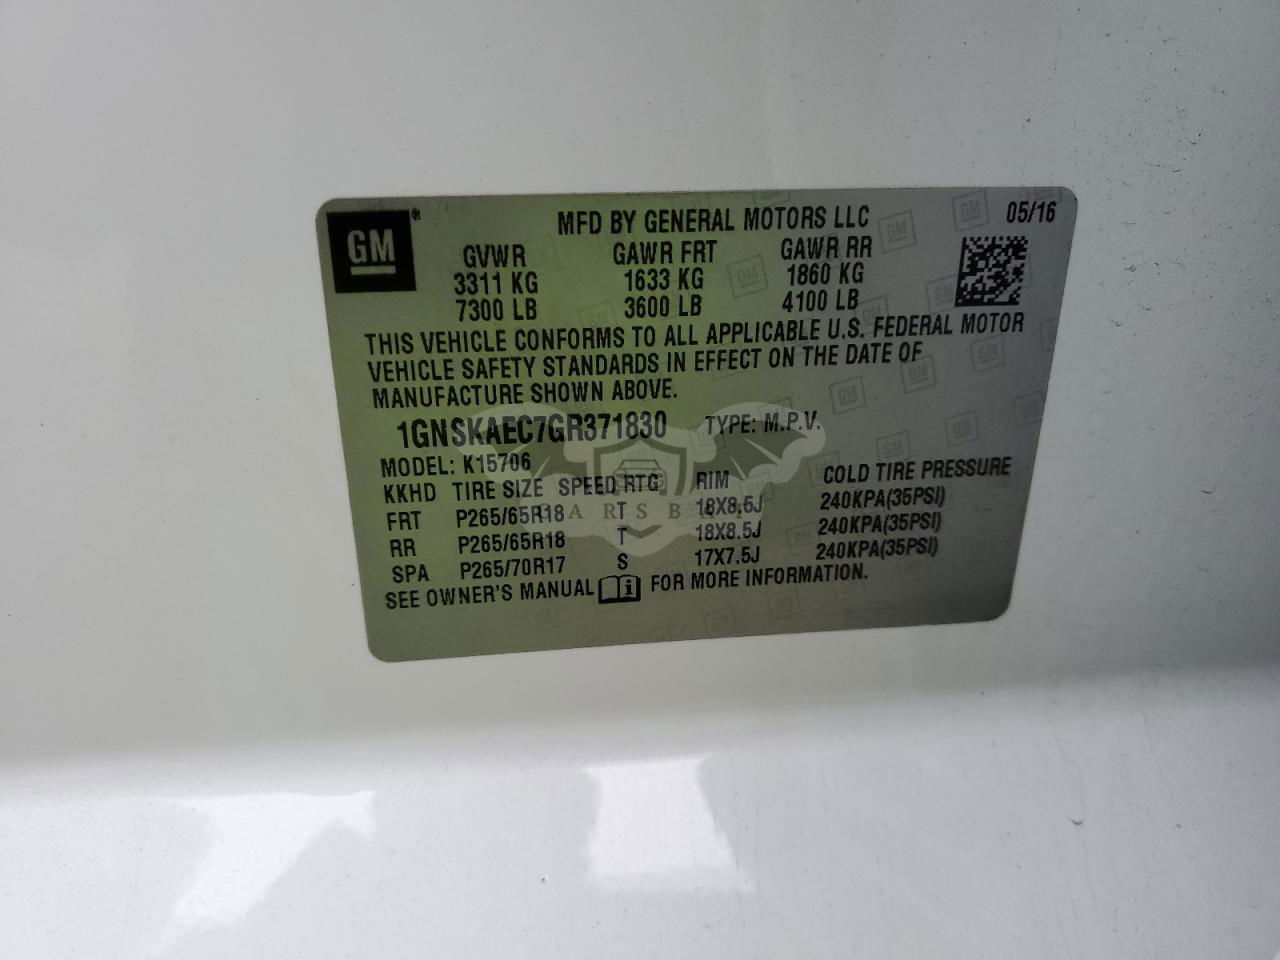 GM
MFD BY GENERAL MOTORS LLC 05/16
GVWR GAWR FRT GAWR RR
3311 KG 1633 KG 1860 KG
7300 LB 3600 LB 4100 LB
THIS VEHICLE CONFORMS TO ALL APPLICABLE U.S. FEDERAL MOTOR
VEHICLE SAFETY STANDARDS IN EFFECT ON THE DATE OF
MANUFACTURE SHOWN ABOVE.
1GNSKAEC7GR371830 TYPE: M.P.V.
MODEL: K15706
KKHD TIRE SIZE SPEED RTG RIM COLD TIRE PRESSURE
FRT P265/65R18 T 18X8.5J 240KPA(35PSI)
RR P265/65R18 T 18X8.5J 240KPA(35PSI)
SPA P265/70R17 S 17X7.5J 240KPA(35PSI)
SEE OWNER'S MANUAL FOR MORE INFORMATION.